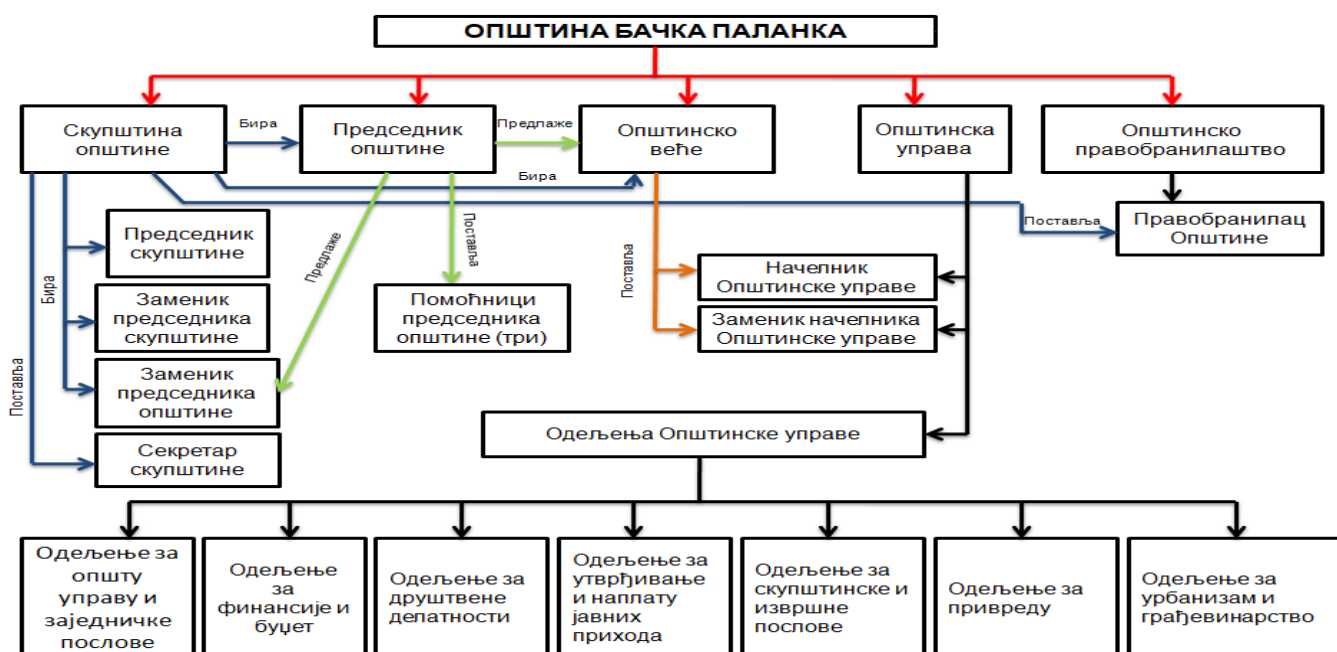 ОПШТИНА БАЧКА ПАЛАНКА
Скупштина
општине
Бира
Председник
општине
Предлаже
Општинско
веће
Општинска
управа
Општинско
правобранилаштво
Бира
Поставља
Правобранилац
Општине
Председник
скупштине
Предлаже
Поставља
Поставља
Начелник
Општинске управе
Бира
Заменик
председника
скупштине
Помоћници
председника
општине (три)
Заменик начелника
Општинске управе
Поставља
Заменик
председника
општине
Секретар
скупштине
Одељења Општинске управе
Одељење за
општу
управу и
заједничке
послове
Одељење
за
финансије и
буџет
Одељење за
друштвене
делатности
Одељење за
утврђивање
и наплату
јавних
прихода
Одељење за
скупштинске и
извршне
послове
Одељење за
привреду
Одељење за
урбанизам и
грађевинарство